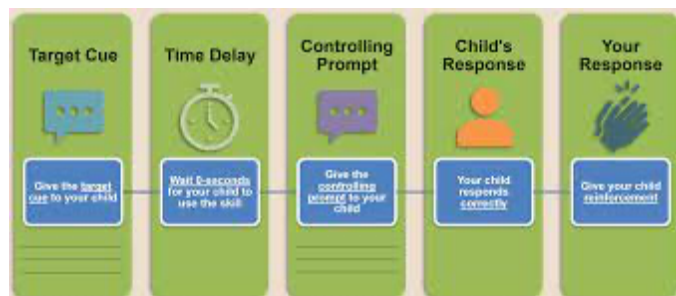 Target Cue
Time Delay
Controlling
Prompt
Child's
Response
Your
Response
Give the target
cue to your child
Wait 0-seconds
for your child to
use the skill
Give the
controlling
prompt to your
child
Your child
responds
correctly
Give your child
reinforcement